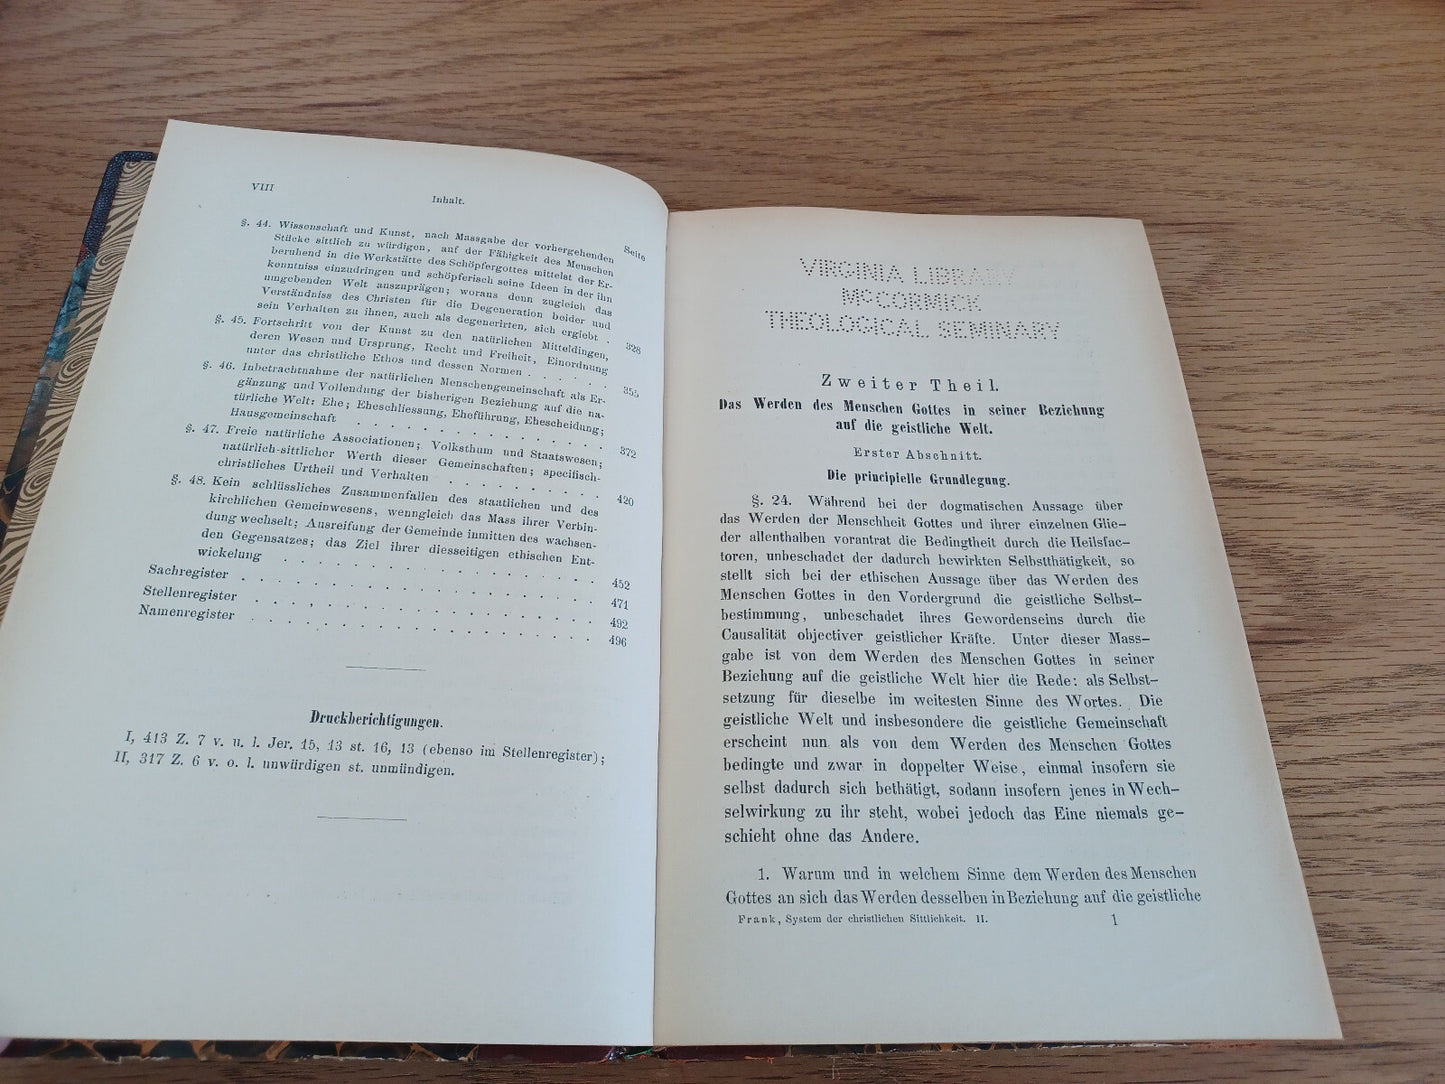 VIII
Inhalt.
Seite
§. 44. Wissenschaft und Kunst, nach Massgabe der vorhergehenden
Stücke sittlich zu würdigen, auf der Fähigkeit des Menschen
beruhend in die Werkstätte des Schöpfergottes mittelst der Er-
kenntniss einzudringen und schöpferisch seine Ideen in der ihn
umgebenden Welt auszuprägen; woraus denn zugleich das
Verständniss des Christen für die Degeneration beider und
sein Verhalten zu ihnen, auch als degenerirten, sich ergiebt . 328
§. 45. Fortschritt von der Kunst zu den natürlichen Mitteldingen,
deren Wesen und Ursprung, Recht und Freiheit, Einordnung
unter das christliche Ethos und dessen Normen . . . . . 355
§. 46. Inbetrachtnahme der natürlichen Menschengemeinschaft als Er-
gänzung und Vollendung der bisherigen Beziehung auf die na-
türliche Welt: Ehe; Eheschliessung, Eheführung, Ehescheidung;
Hausgemeinschaft . . . . . . . . . . . . . 372
§. 47. Freie natürliche Associationen; Volksthum und Staatswesen;
natürlich-sittlicher Werth dieser Gemeinschaften; specifisch-
christliches Urtheil und Verhalten . . . . . . . . . 420
§. 48. Kein schlüssliches Zusammenfallen des staatlichen und des
kirchlichen Gemeinwesens, wenngleich das Mass ihrer Verbin-
dung wechselt; Ausreifung der Gemeinde inmitten des wachsen-
den Gegensatzes; das Ziel ihrer diesseitigen ethischen Ent-
wickelung . . . . . . . . . . . . . . . 452
Sachregister . . . . . . . . . . . . . . . . 471
Stellenregister . . . . . . . . . . . . . . . . 492
Namenregister . . . . . . . . . . . . . . . . 496
Druckberichtigungen.
I, 413 Z. 7 v. u. l. Jer. 15, 13 st. 16, 13 (ebenso im Stellenregister);
II, 317 Z. 6 v. o. l. unwürdigen st. unmündigen.
VIRGINIA LIBRARY
McCORMICK
THEOLOGICAL SEMINARY
Zweiter Theil.
Das Werden des Menschen Gottes in seiner Beziehung
auf die geistliche Welt.
Erster Abschnitt.
Die principielle Grundlegung.
§. 24. Während bei der dogmatischen Aussage über
das Werden der Menschheit Gottes und ihrer einzelnen Glie-
der allenthalben vorantrat die Bedingtheit durch die Heilsfac-
toren, unbeschadet der dadurch bewirkten Selbstthätigkeit, so
stellt sich bei der ethischen Aussage über das Werden des
Menschen Gottes in den Vordergrund die geistliche Selbst-
bestimmung, unbeschadet ihres Gewordenseins durch die
Causalität objectiver geistlicher Kräfte. Unter dieser Mass-
gabe ist von dem Werden des Menschen Gottes in seiner
Beziehung auf die geistliche Welt hier die Rede: als Selbst-
setzung für dieselbe im weitesten Sinne des Wortes. Die
geistliche Welt und insbesondere die geistliche Gemeinschaft
erscheint nun als von dem Werden des Menschen Gottes
bedingte und zwar in doppelter Weise, einmal insofern sie
selbst dadurch sich bethätigt, sodann insofern jenes in Wech-
selwirkung zu ihr steht, wobei jedoch das Eine niemals ge-
schieht ohne das Andere.
1. Warum und in welchem Sinne dem Werden des Menschen
Gottes an sich das Werden desselben in Beziehung auf die geistliche
Frank, System der christlichen Sittlichkeit. II. 1